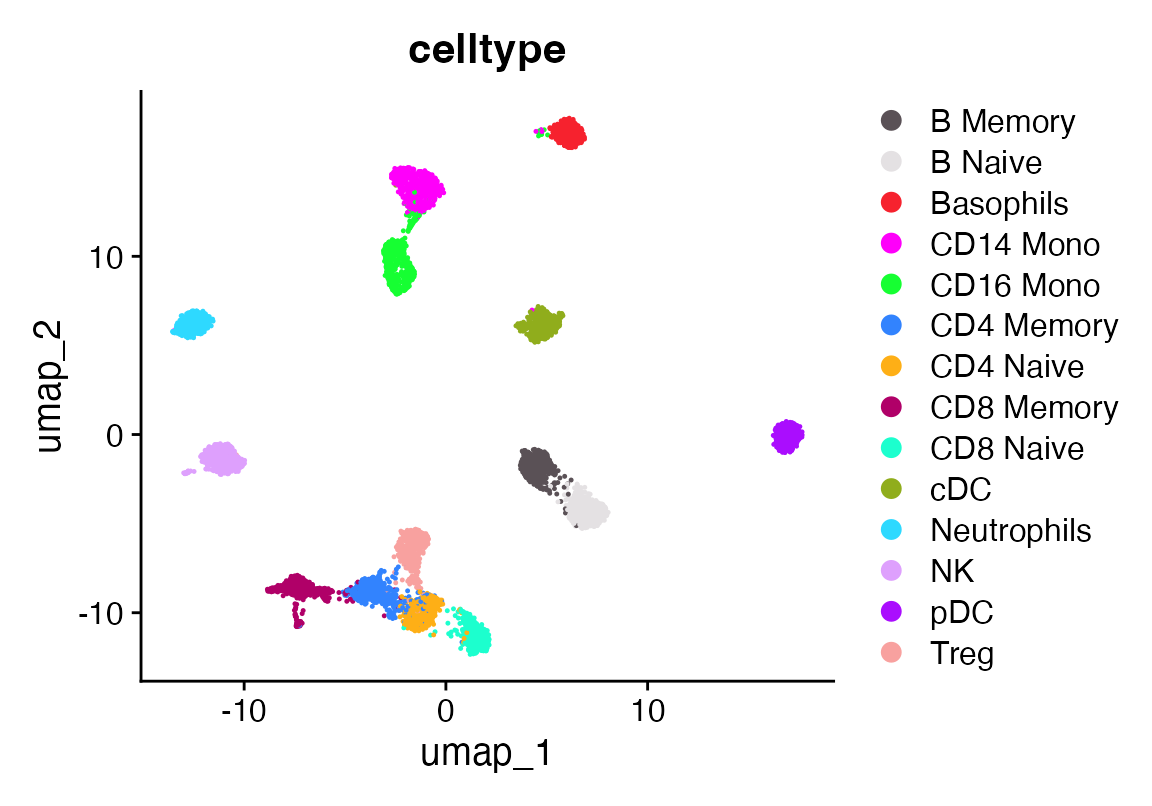 celltype
umap_2
10
0
-10
-10
0
10
umap_1
B Memory
B Naive
Basophils
CD14 Mono
CD16 Mono
CD4 Memory
CD4 Naive
CD8 Memory
CD8 Naive
cDC
Neutrophils
NK
pDC
Treg